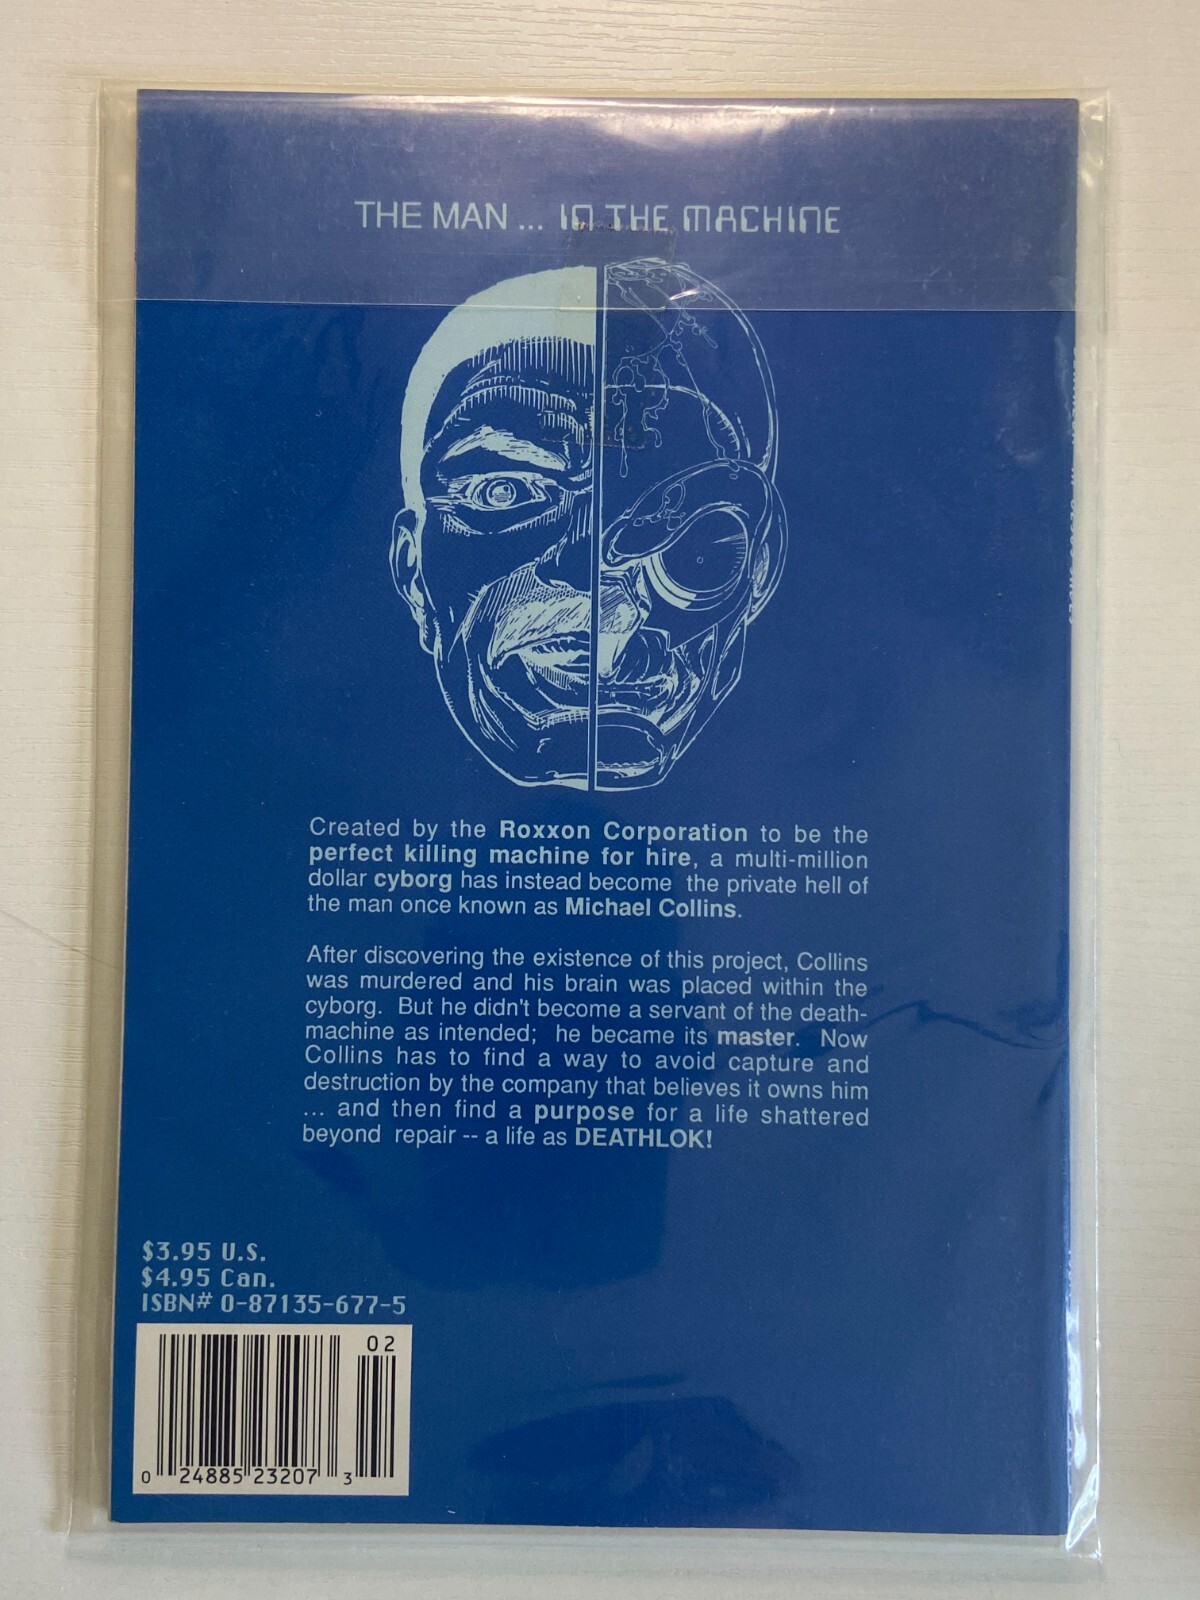 THE MAN ... IN THE MACHINE
Created by the Roxxon Corporation to be the
perfect killing machine for hire, a multi-million
dollar cyborg has instead become the private hell of
the man once known as Michael Collins.
After discovering the existence of this project, Collins
was murdered and his brain was placed within the
cyborg. But he didn't become a servant of the death-
machine as intended; he became its master. Now
Collins has to find a way to avoid capture and
destruction by the company that believes it owns him
... and then find a purpose for a life shattered
beyond repair -- a life as DEATHLOK!
$3.95 U.S.
$4.95 Can.
ISBN# 0-87135-677-5
02
0 24885 23207 3